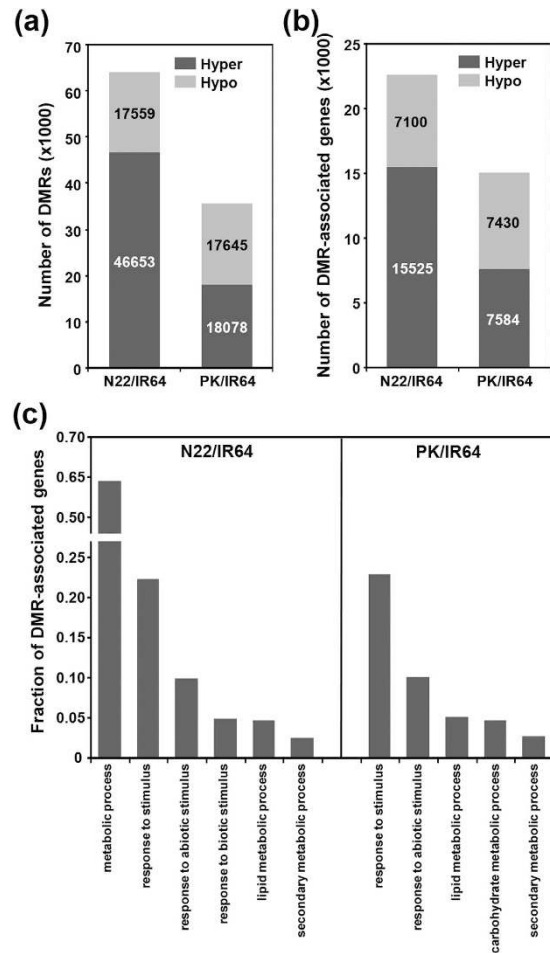 (a)
Number of DMRs (x1000)
70
60
50
40
30
20
10
0
Hyper
Hypo
17559
46653
17645
18078
N22/IR64
PK/IR64
(b)
Number of DMR-associated genes (x1000)
25
20
15
10
5
0
Hyper
Hypo
7100
15525
7430
7584
N22/IR64
PK/IR64
(c)
Fraction of DMR-associated genes
0.70
0.65
0.50
0.25
0.20
0.15
0.10
0.05
0
N22/IR64
PK/IR64
metabolic process
response to stimulus
response to abiotic stimulus
response to biotic stimulus
lipid metabolic process
secondary metabolic process
response to stimulus
response to abiotic stimulus
lipid metabolic process
carbohydrate metabolic process
secondary metabolic process